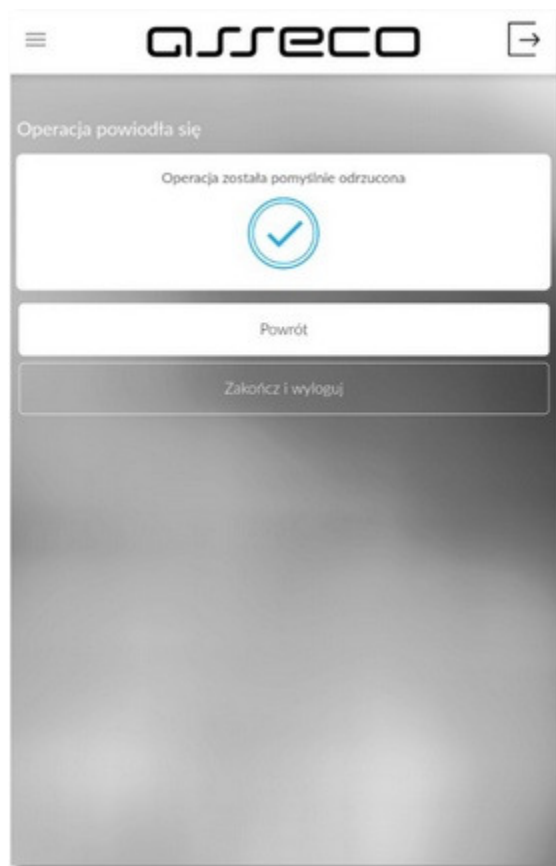 asseco
Operacja powiodła się
Operacja została pomyślnie odrzucona
Powrót
Zakończ i wyloguj